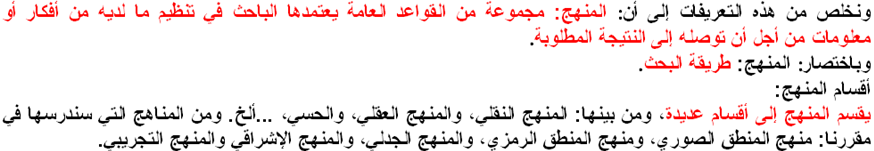 ونخلص من هذه التعريفات إلى أن: المنهج: مجموعة من القواعد العامة يعتمدها الباحث في تنظيم ما لديه من أفكار أو
معلومات من أجل أن توصله إلى النتيجة المطلوبة.
وباختصار: المنهج: طريقة البحث.
أقسام المنهج:
يقسم المنهج إلى أقسام عديدة، ومن بينها: المنهج النقلي، والمنهج العقلي، والحسي، ...ألخ. ومن المناهج التي سندرسها في
مقررنا: منهج المنطق الصوري، ومنهج المنطق الرمزي، والمنهج الجدلي، والمنهج الإشراقي والمنهج التجريبي.